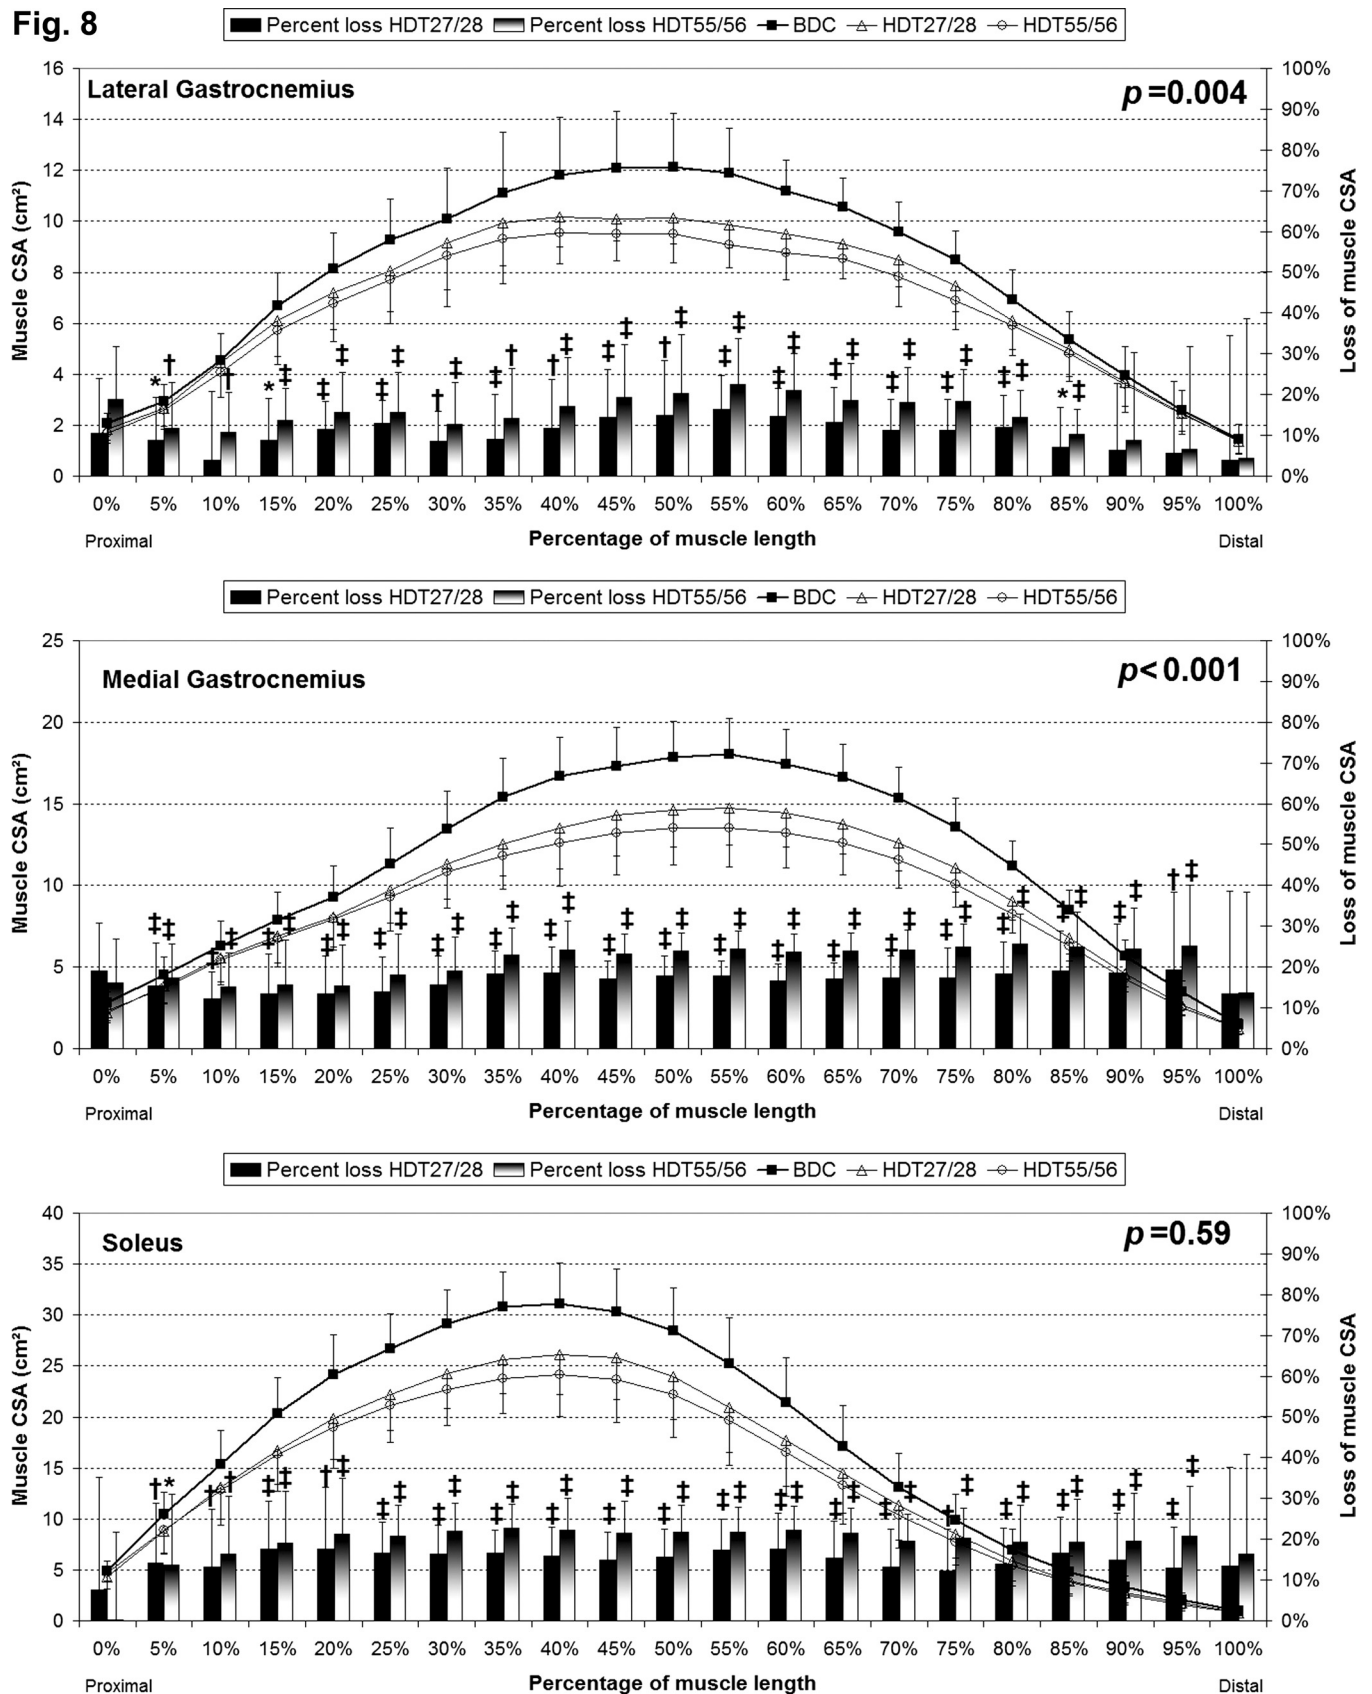 Fig. 8
Percent loss HDT27/28 Percent loss HDT55/56 BDC HDT27/28 HDT55/56
Lateral Gastrocnemius
p=0.004
Muscle CSA (cm²)
16
14
12
10
8
6
4
2
0
100%
90%
80%
70%
60%
50%
40%
30%
20%
10%
0%
Loss of muscle CSA
* † † * ‡ ‡ ‡ ‡ ‡ † ‡ ‡ † † ‡ ‡ ‡ † ‡ ‡ ‡ ‡ ‡ ‡ ‡ ‡ ‡ ‡ ‡ ‡ ‡ * ‡
0% 5% 10% 15% 20% 25% 30% 35% 40% 45% 50% 55% 60% 65% 70% 75% 80% 85% 90% 95% 100%
Proximal Percentage of muscle length Distal
Percent loss HDT27/28 Percent loss HDT55/56 BDC HDT27/28 HDT55/56
Medial Gastrocnemius
p<0.001
Muscle CSA (cm²)
25
20
15
10
5
0
100%
90%
80%
70%
60%
50%
40%
30%
20%
10%
0%
Loss of muscle CSA
‡ ‡ ‡ ‡ ‡ ‡ ‡ ‡ ‡ ‡ ‡ ‡ ‡ ‡ ‡ ‡ ‡ ‡ ‡ ‡ ‡ ‡ ‡ ‡ ‡ ‡ ‡ ‡ ‡ ‡ ‡ ‡ ‡ ‡ ‡ ‡ † ‡
0% 5% 10% 15% 20% 25% 30% 35% 40% 45% 50% 55% 60% 65% 70% 75% 80% 85% 90% 95% 100%
Proximal Percentage of muscle length Distal
Percent loss HDT27/28 Percent loss HDT55/56 BDC HDT27/28 HDT55/56
Soleus
p=0.59
Muscle CSA (cm²)
40
35
30
25
20
15
10
5
0
100%
90%
80%
70%
60%
50%
40%
30%
20%
10%
0%
Loss of muscle CSA
† * † † ‡ ‡ † ‡ ‡ ‡ ‡ ‡ ‡ ‡ ‡ ‡ ‡ ‡ ‡ ‡ ‡ ‡ ‡ ‡ ‡ ‡ ‡ ‡ † ‡ ‡ ‡ ‡ ‡ ‡ ‡ ‡ ‡
0% 5% 10% 15% 20% 25% 30% 35% 40% 45% 50% 55% 60% 65% 70% 75% 80% 85% 90% 95% 100%
Proximal Percentage of muscle length Distal